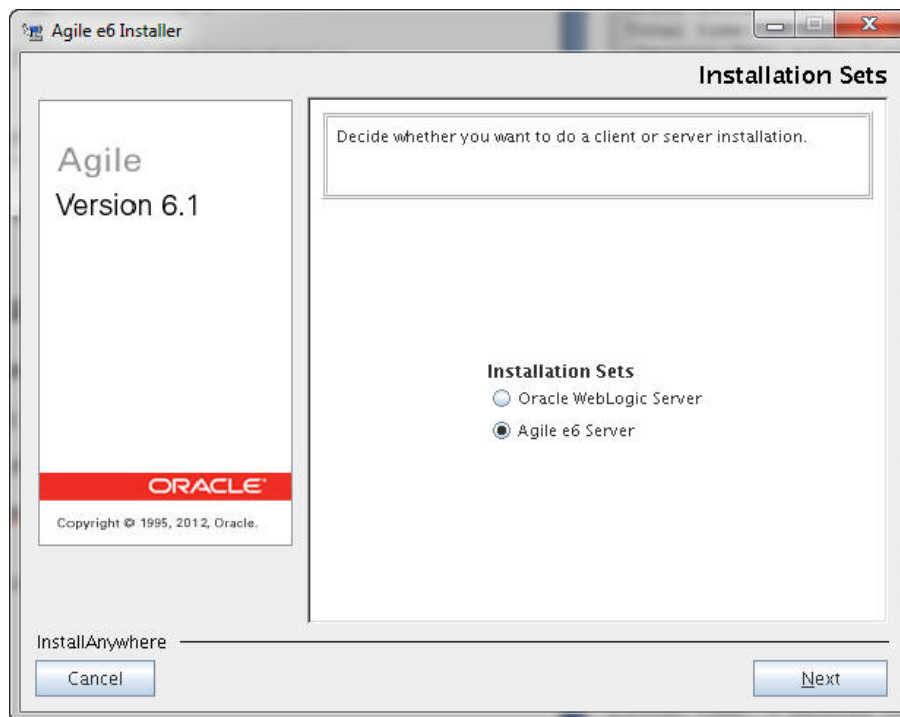 Agile e6 Installer
Installation Sets
Agile
Version 6.1
Decide whether you want to do a client or server installation.
Installation Sets
Oracle WebLogic Server
Agile e6 Server
ORACLE
Copyright © 1995, 2012, Oracle.
InstallAnywhere
Cancel
Next